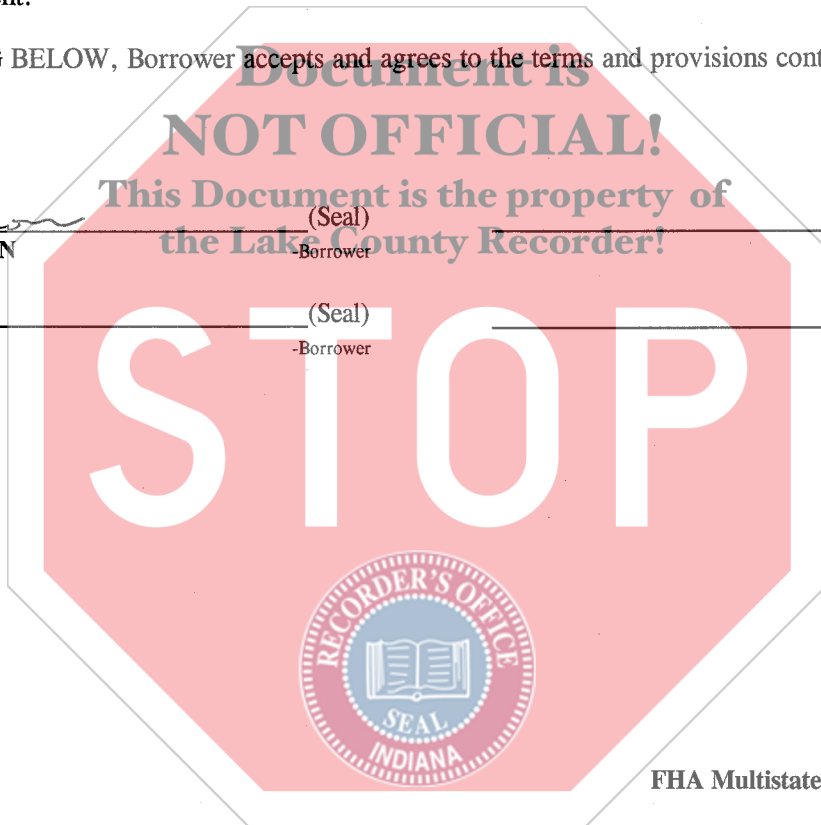 BELOW, Borrower accepts and agrees to the terms and provisions
Document is
NOT OFFICIAL!
This Document is the property of
the Lake County Recorder!
(Seal)
-Borrower
(Seal)
-Borrower
STOP
RECORDER'S OFFICE
SEAL
INDIANA
FHA Multistate